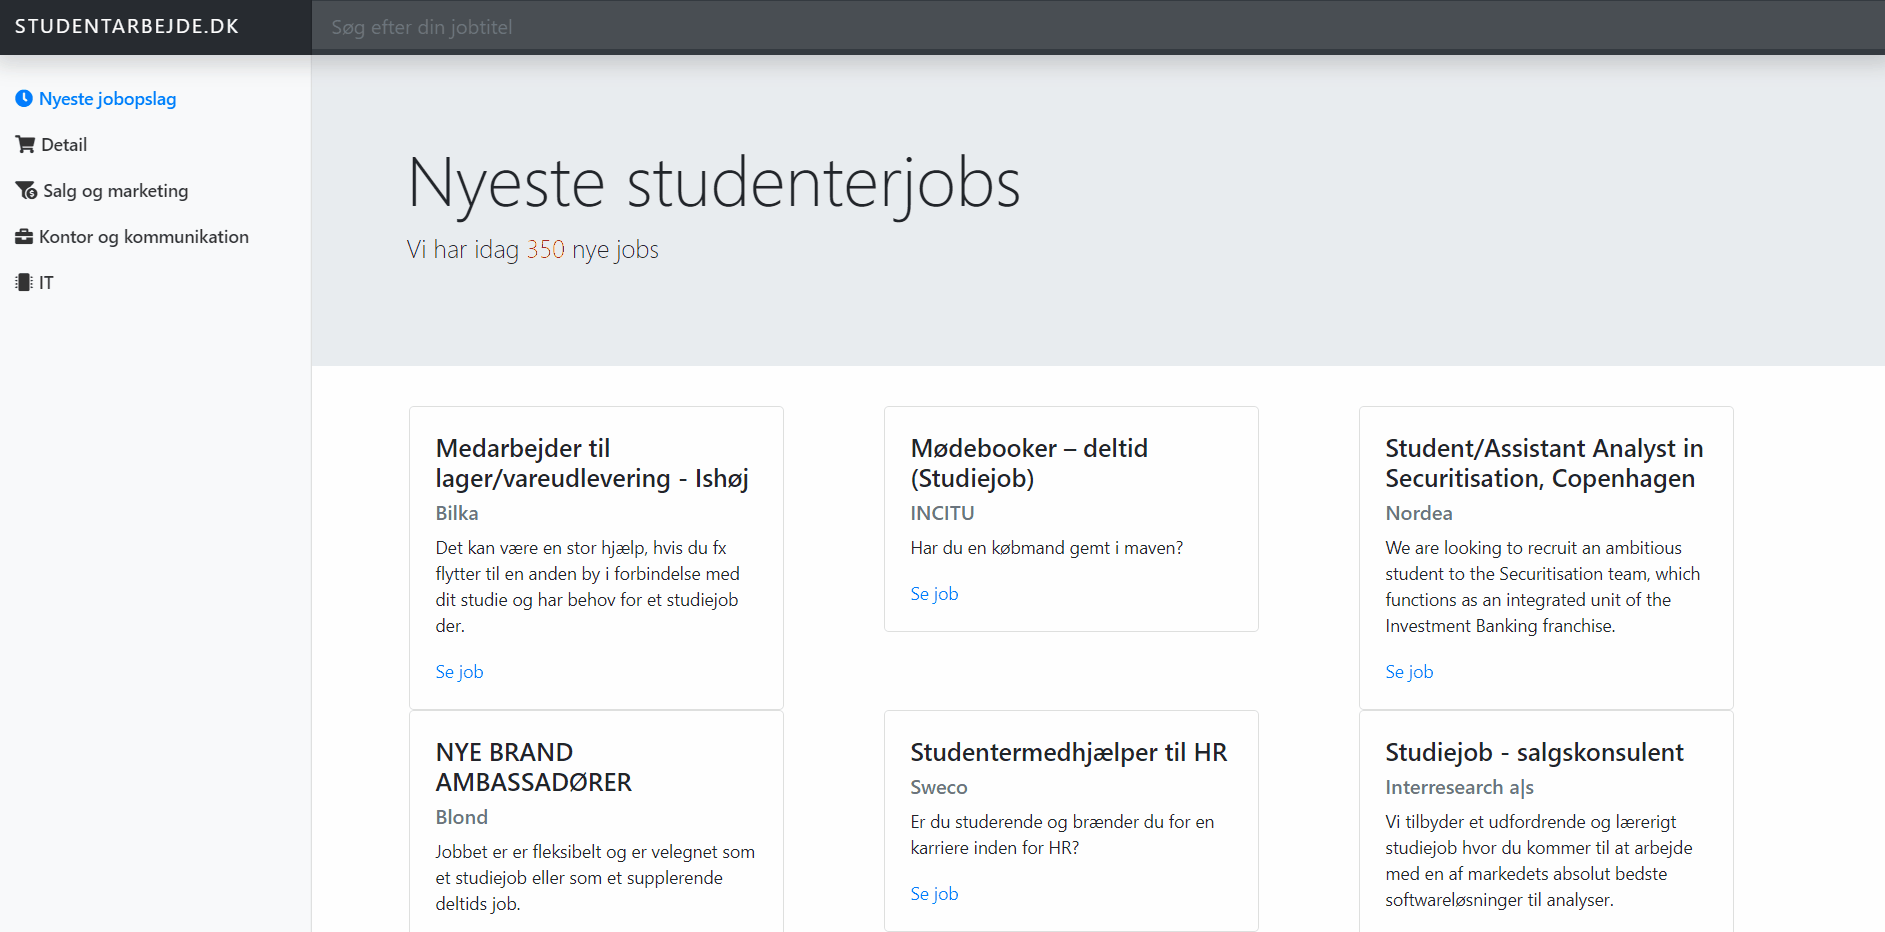 STUDENTARBEJDE.DK
Søg efter din jobtitel
Nyeste jobopslag
Detail
Salg og marketing
Kontor og kommunikation
IT
Nyeste studenterjobs
Vi har idag 350 nye jobs
Medarbejder til
lager/vareudlevering - Ishøj
Bilka
Det kan være en stor hjælp, hvis du fx
flytter til en anden by i forbindelse med
dit studie og har behov for et studiejob
der.
Se job
Mødebooker – deltid
(Studiejob)
INCITU
Har du en købmand gemt i maven?
Se job
Student/Assistant Analyst in
Securitisation, Copenhagen
Nordea
We are looking to recruit an ambitious
student to the Securitisation team, which
functions as an integrated unit of the
Investment Banking franchise.
Se job
NYE BRAND
AMBASSADØRER
Blond
Jobbet er er fleksibelt og er velegnet som
et studiejob eller som et supplerende
deltids job.
Studentermedhjælper til HR
Sweco
Er du studerende og brænder du for en
karriere inden for HR?
Se job
Studiejob - salgskonsulent
Interresearch a|s
Vi tilbyder et udfordrende og lærerigt
studiejob hvor du kommer til at arbejde
med en af markedets absolut bedste
softwareløsninger til analyser.